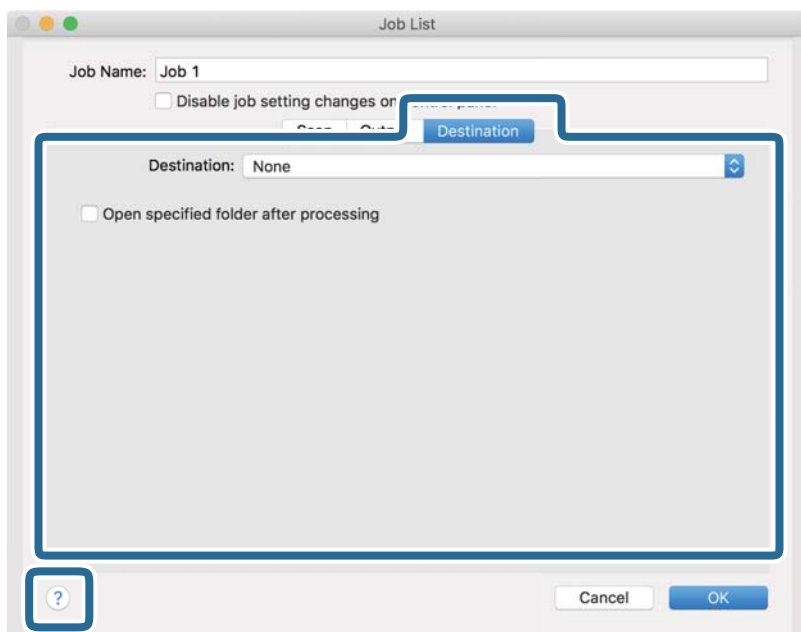 Job List
Job Name: Job 1
Disable job setting changes on
Destination
Destination: None
Open specified folder after processing
?
Cancel OK